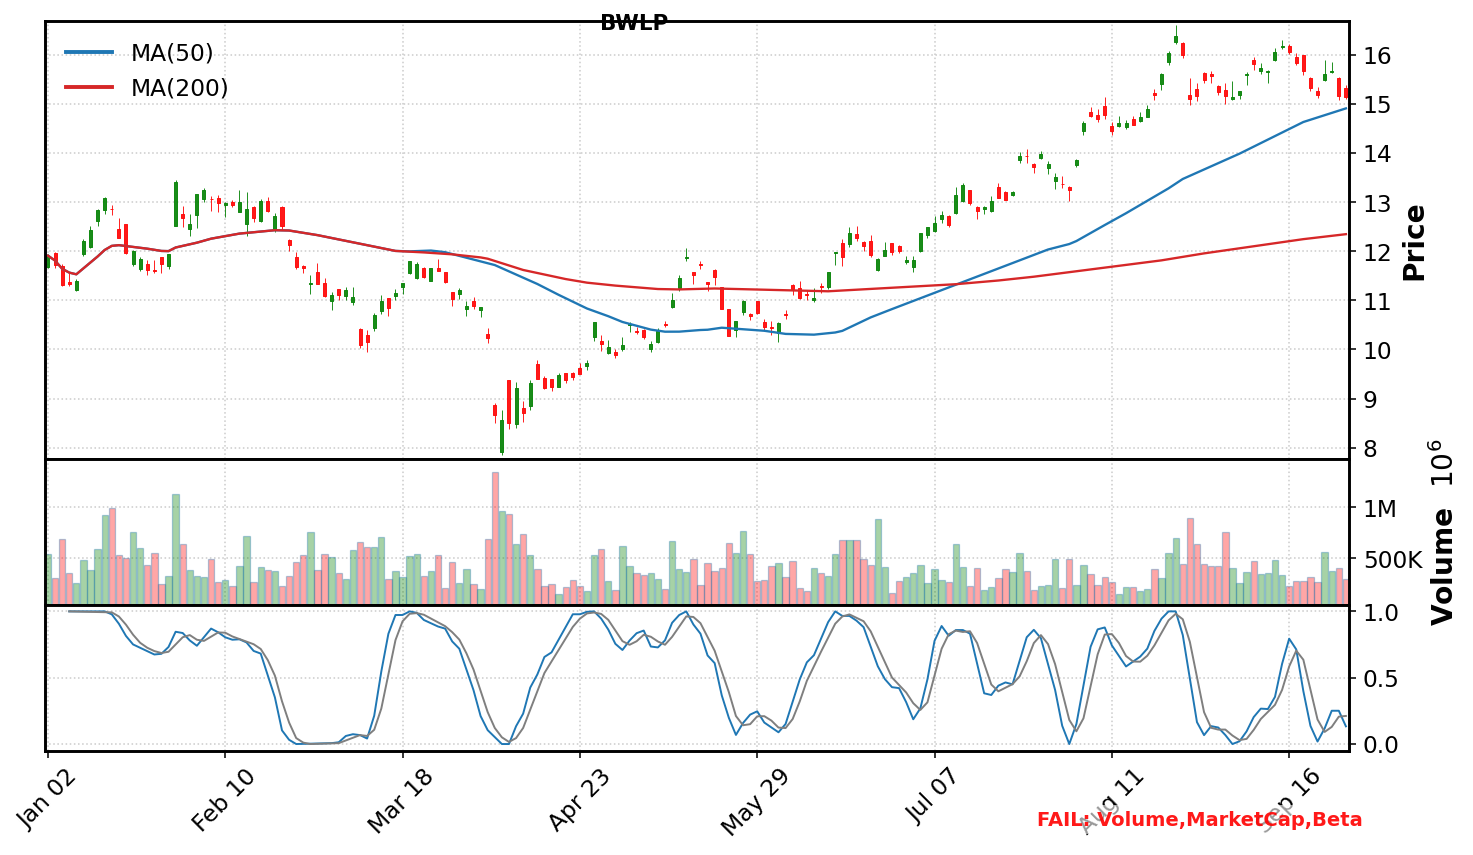 BWLP
MA(50)
MA(200)
16
15
14
13
12
11
10
9
8
Price
10^6
1M
500K
Volume
1.0
0.5
0.0
Jan 02
Feb 10
Mar 18
Apr 23
May 29
Jul 07
Aug 11
Sep 16
FAIL: Volume,MarketCap,Beta